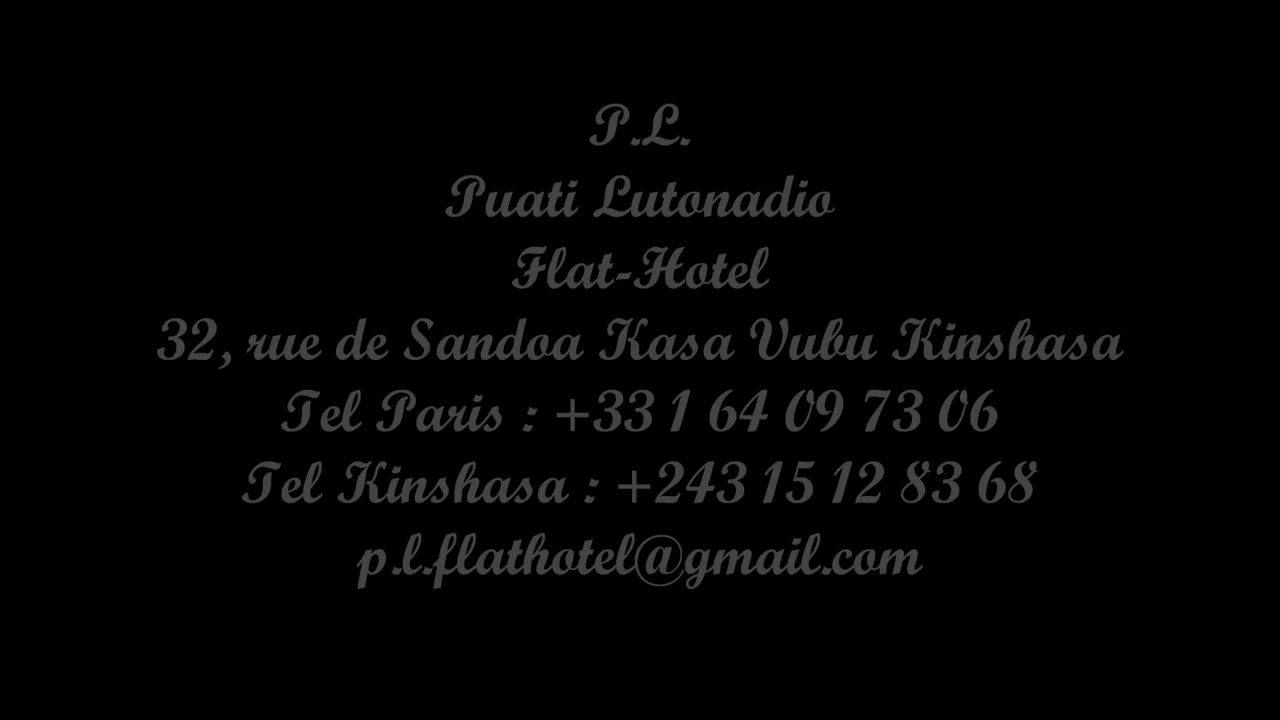 P.L.
Puati Lutonadio
Flat-Hotel
32, rue de Sandoa Kasa Vubu Kinshasa
Tel Paris : +33 1 64 09 73 06
Tel Kinshasa : +243 15 12 83 68
p.l.flathotel@gmail.com